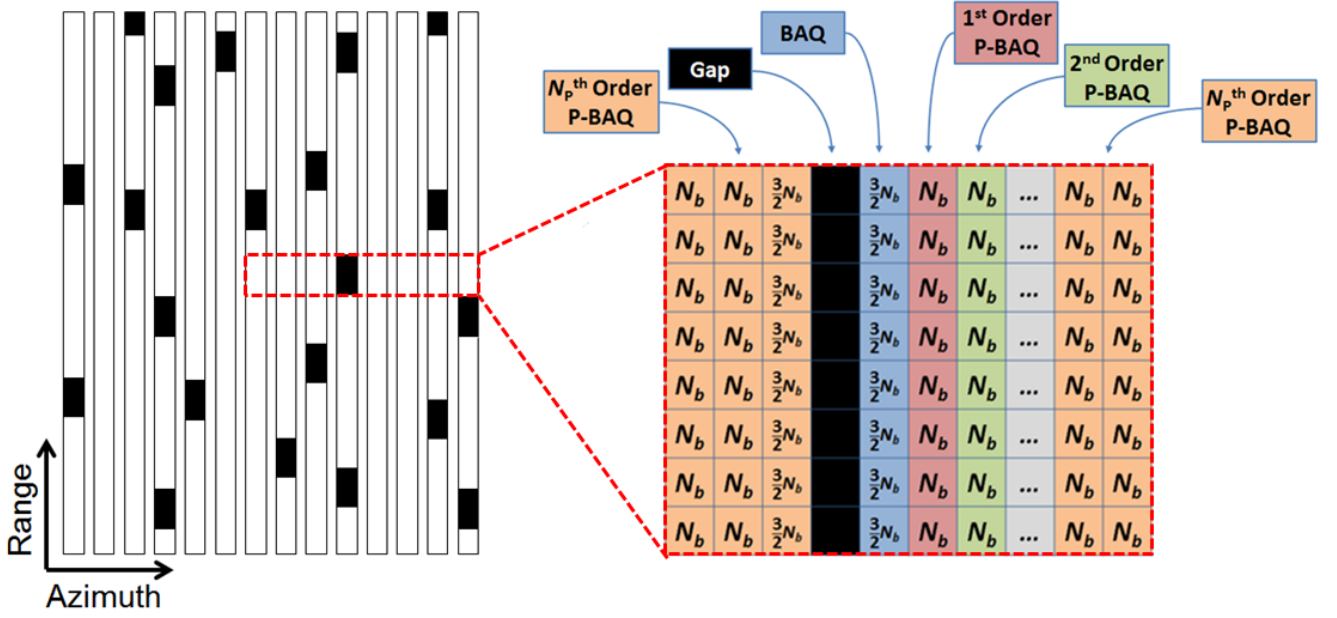 1st Order
P-BAQ
BAQ
2nd Order
P-BAQ
Gap
NPth Order
P-BAQ
NPth Order
P-BAQ
Nb Nb 3/2Nb 3/2Nb Nb Nb ... Nb Nb
Nb Nb 3/2Nb 3/2Nb Nb Nb ... Nb Nb
Nb Nb 3/2Nb 3/2Nb Nb Nb ... Nb Nb
Nb Nb 3/2Nb 3/2Nb Nb Nb ... Nb Nb
Nb Nb 3/2Nb 3/2Nb Nb Nb ... Nb Nb
Nb Nb 3/2Nb 3/2Nb Nb Nb ... Nb Nb
Nb Nb 3/2Nb 3/2Nb Nb Nb ... Nb Nb
Nb Nb 3/2Nb 3/2Nb Nb Nb ... Nb Nb
Range
Azimuth